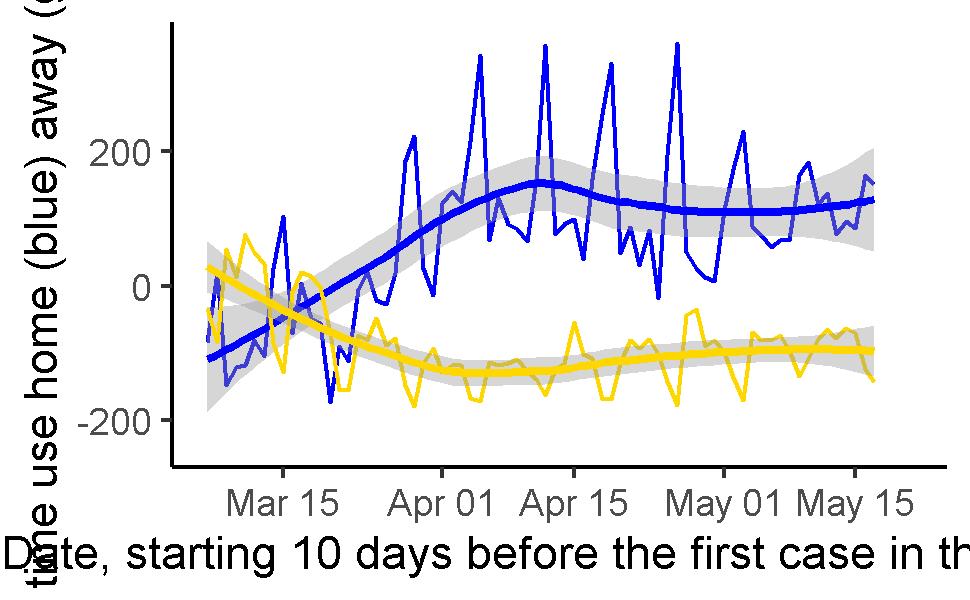 time use home (blue) away (
200
0
-200
Mar 15 Apr 01 Apr 15 May 01 May 15
Date, starting 10 days before the first case in th